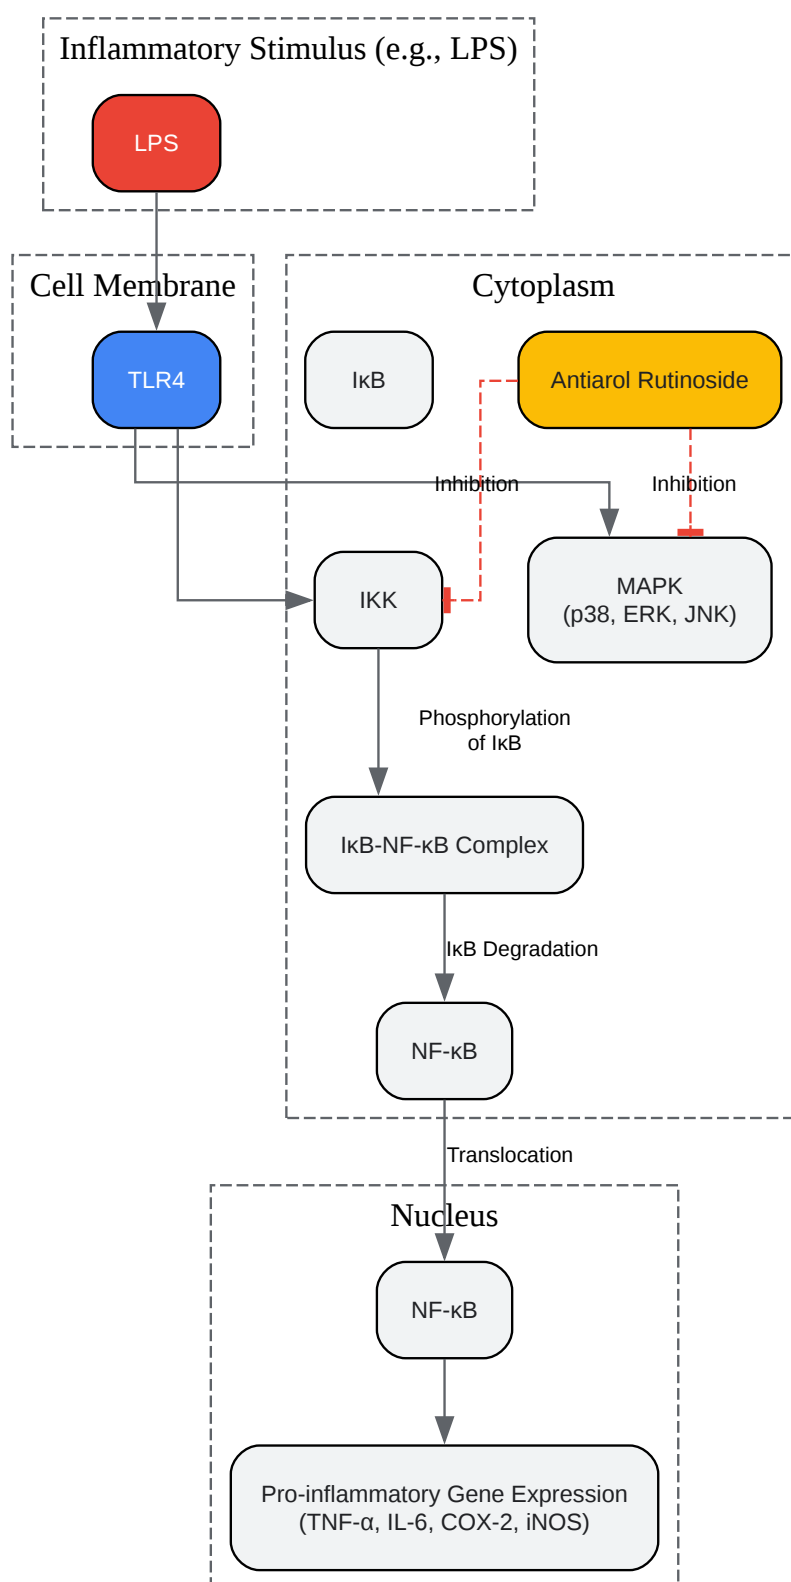 Inflammatory Stimulus (e.g., LPS)
LPS
Cell Membrane
Cytoplasm
TLR4
IκB
Antiarol Rutinoside
Inhibition
Inhibition
IKK
MAPK
(p38, ERK, JNK)
Phosphorylation
of IκB
IκB-NF-κB Complex
IκB Degradation
NF-κB
Translocation
Nucleus
NF-κB
Pro-inflammatory Gene Expression
(TNF-α, IL-6, COX-2, iNOS)